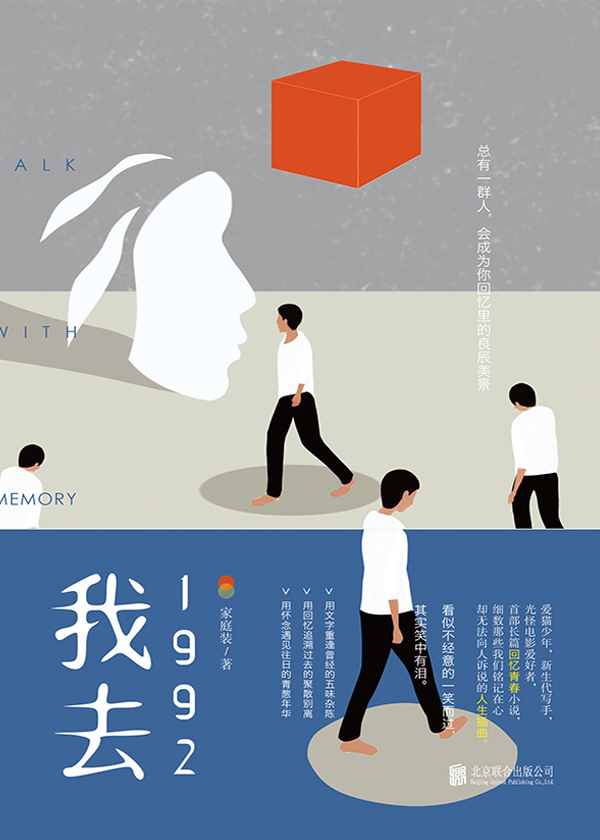 ALK
WITH
MEMORY
总有一群人，会成为你回忆里的良辰美景
我去
1992
家庭装/著
∨ 用文字重逢曾经的五味杂陈
∨ 用回忆追溯过去的聚散别离
∨ 用怀念遇见往日的青葱年华
看似不经意的一笑而过，
其实笑中有泪。
爱猫少年，新生代写手，
光怪电影爱好者，
首部长篇回忆青春小说，
细数那些我们铭记在心
却无法向人诉说的人生插曲。
北京联合出版公司
Beijing United Publishing Co.,Ltd.